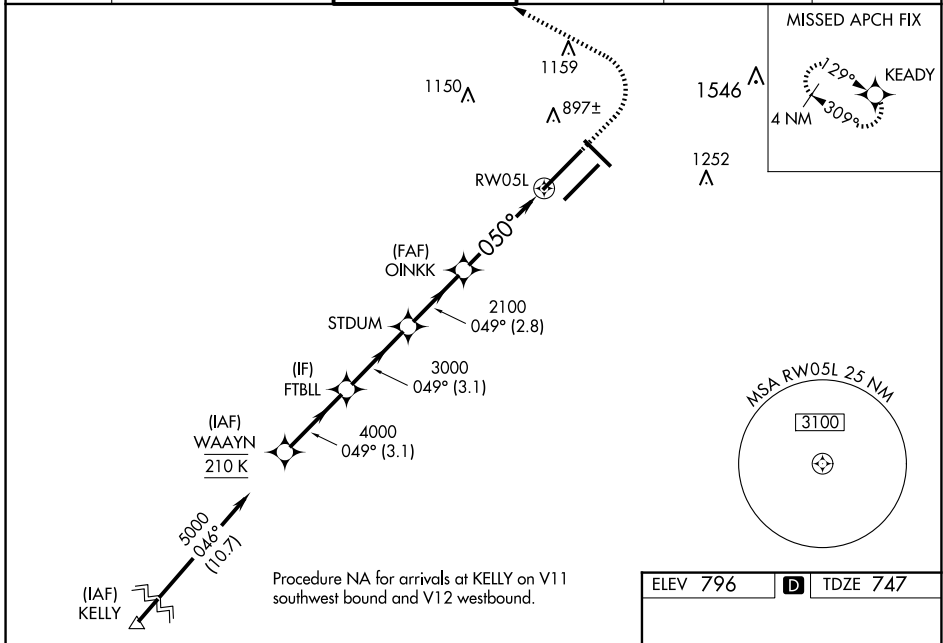 MISSED APCH FIX
129°
KEADY
4 NM
309°
1159
1150
897±
1546
1252
RW05L
050°
(FAF)
OINKK
2100
049° (2.8)
STDUM
3000
049° (3.1)
(IF)
FTBLL
4000
049° (3.1)
(IAF)
WAAYN
210 K
5000
046°
(10.7)
(IAF)
KELLY
MSA RW05L 25 NM
3100
Procedure NA for arrivals at KELLY on V11
southwest bound and V12 westbound.
ELEV 796 D TDZE 747